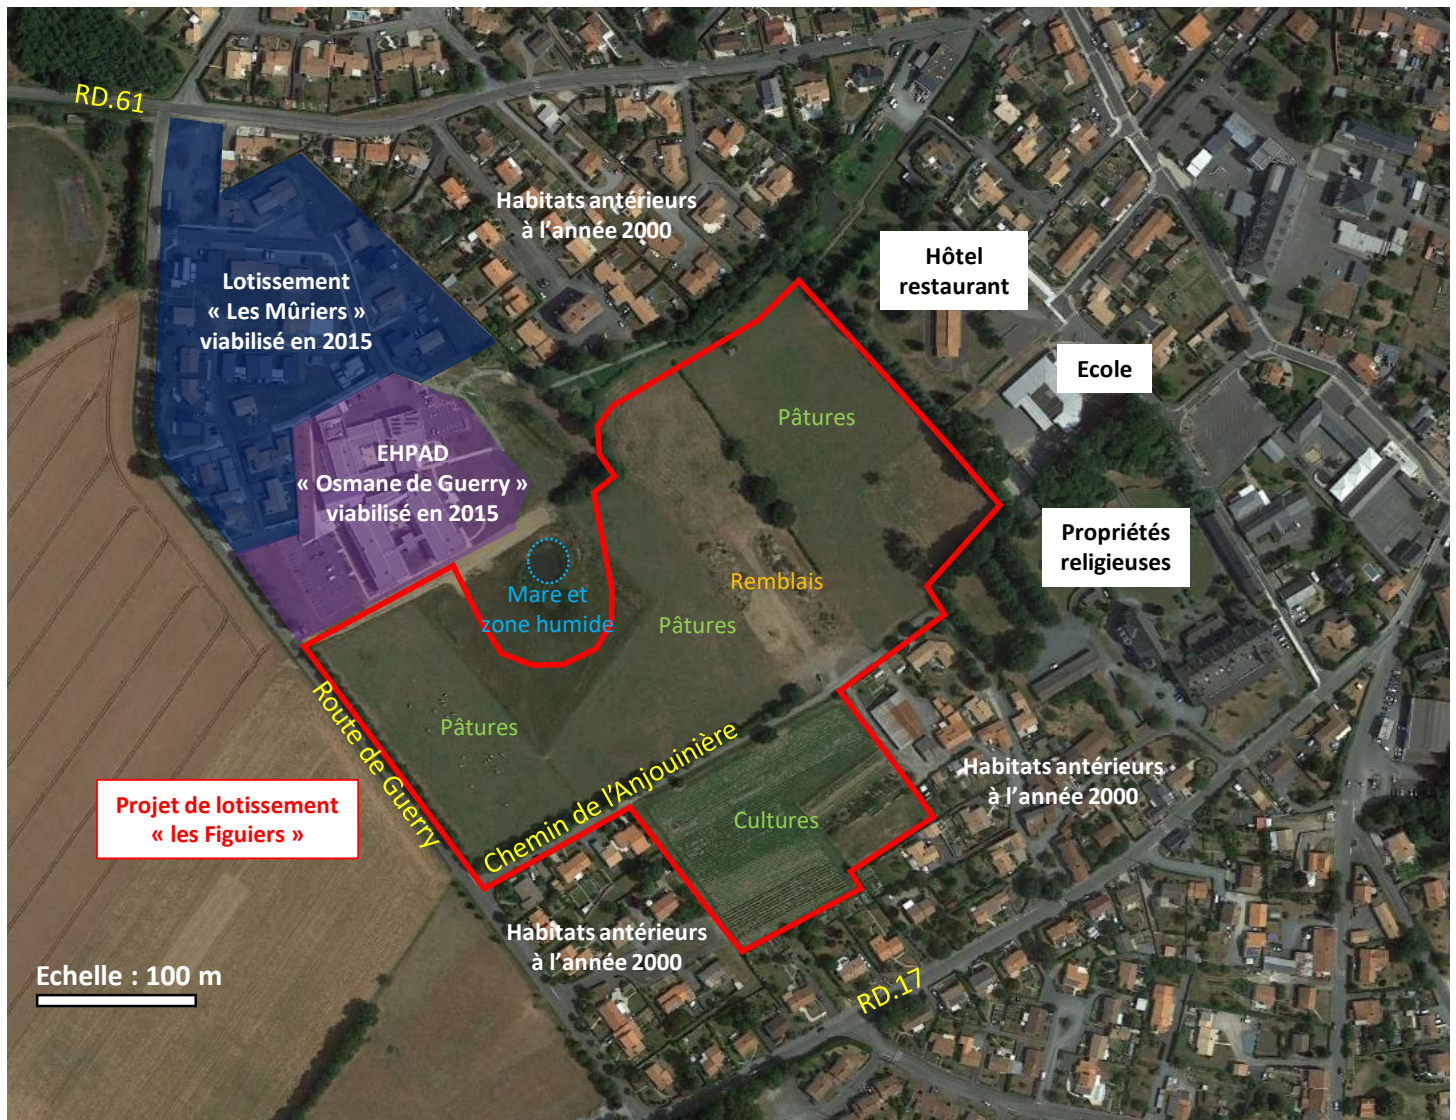 RD.61
Habitats antérieurs
à l'année 2000
Hôtel
restaurant
Lotissement
« Les Mûriers »
viabilisé en 2015
Ecole
Pâtures
EHPAD
« Osmane de Guerry »
viabilisé en 2015
Propriétés
religieuses
Remblais
Mare et
zone humide
Pâtures
Pâtures
Route de Guerry
Chemin de l'Anjouinière
Habitats antérieurs
à l'année 2000
Projet de lotissement
« les Figuiers »
Cultures
Habitats antérieurs
à l'année 2000
Echelle : 100 m
RD.17